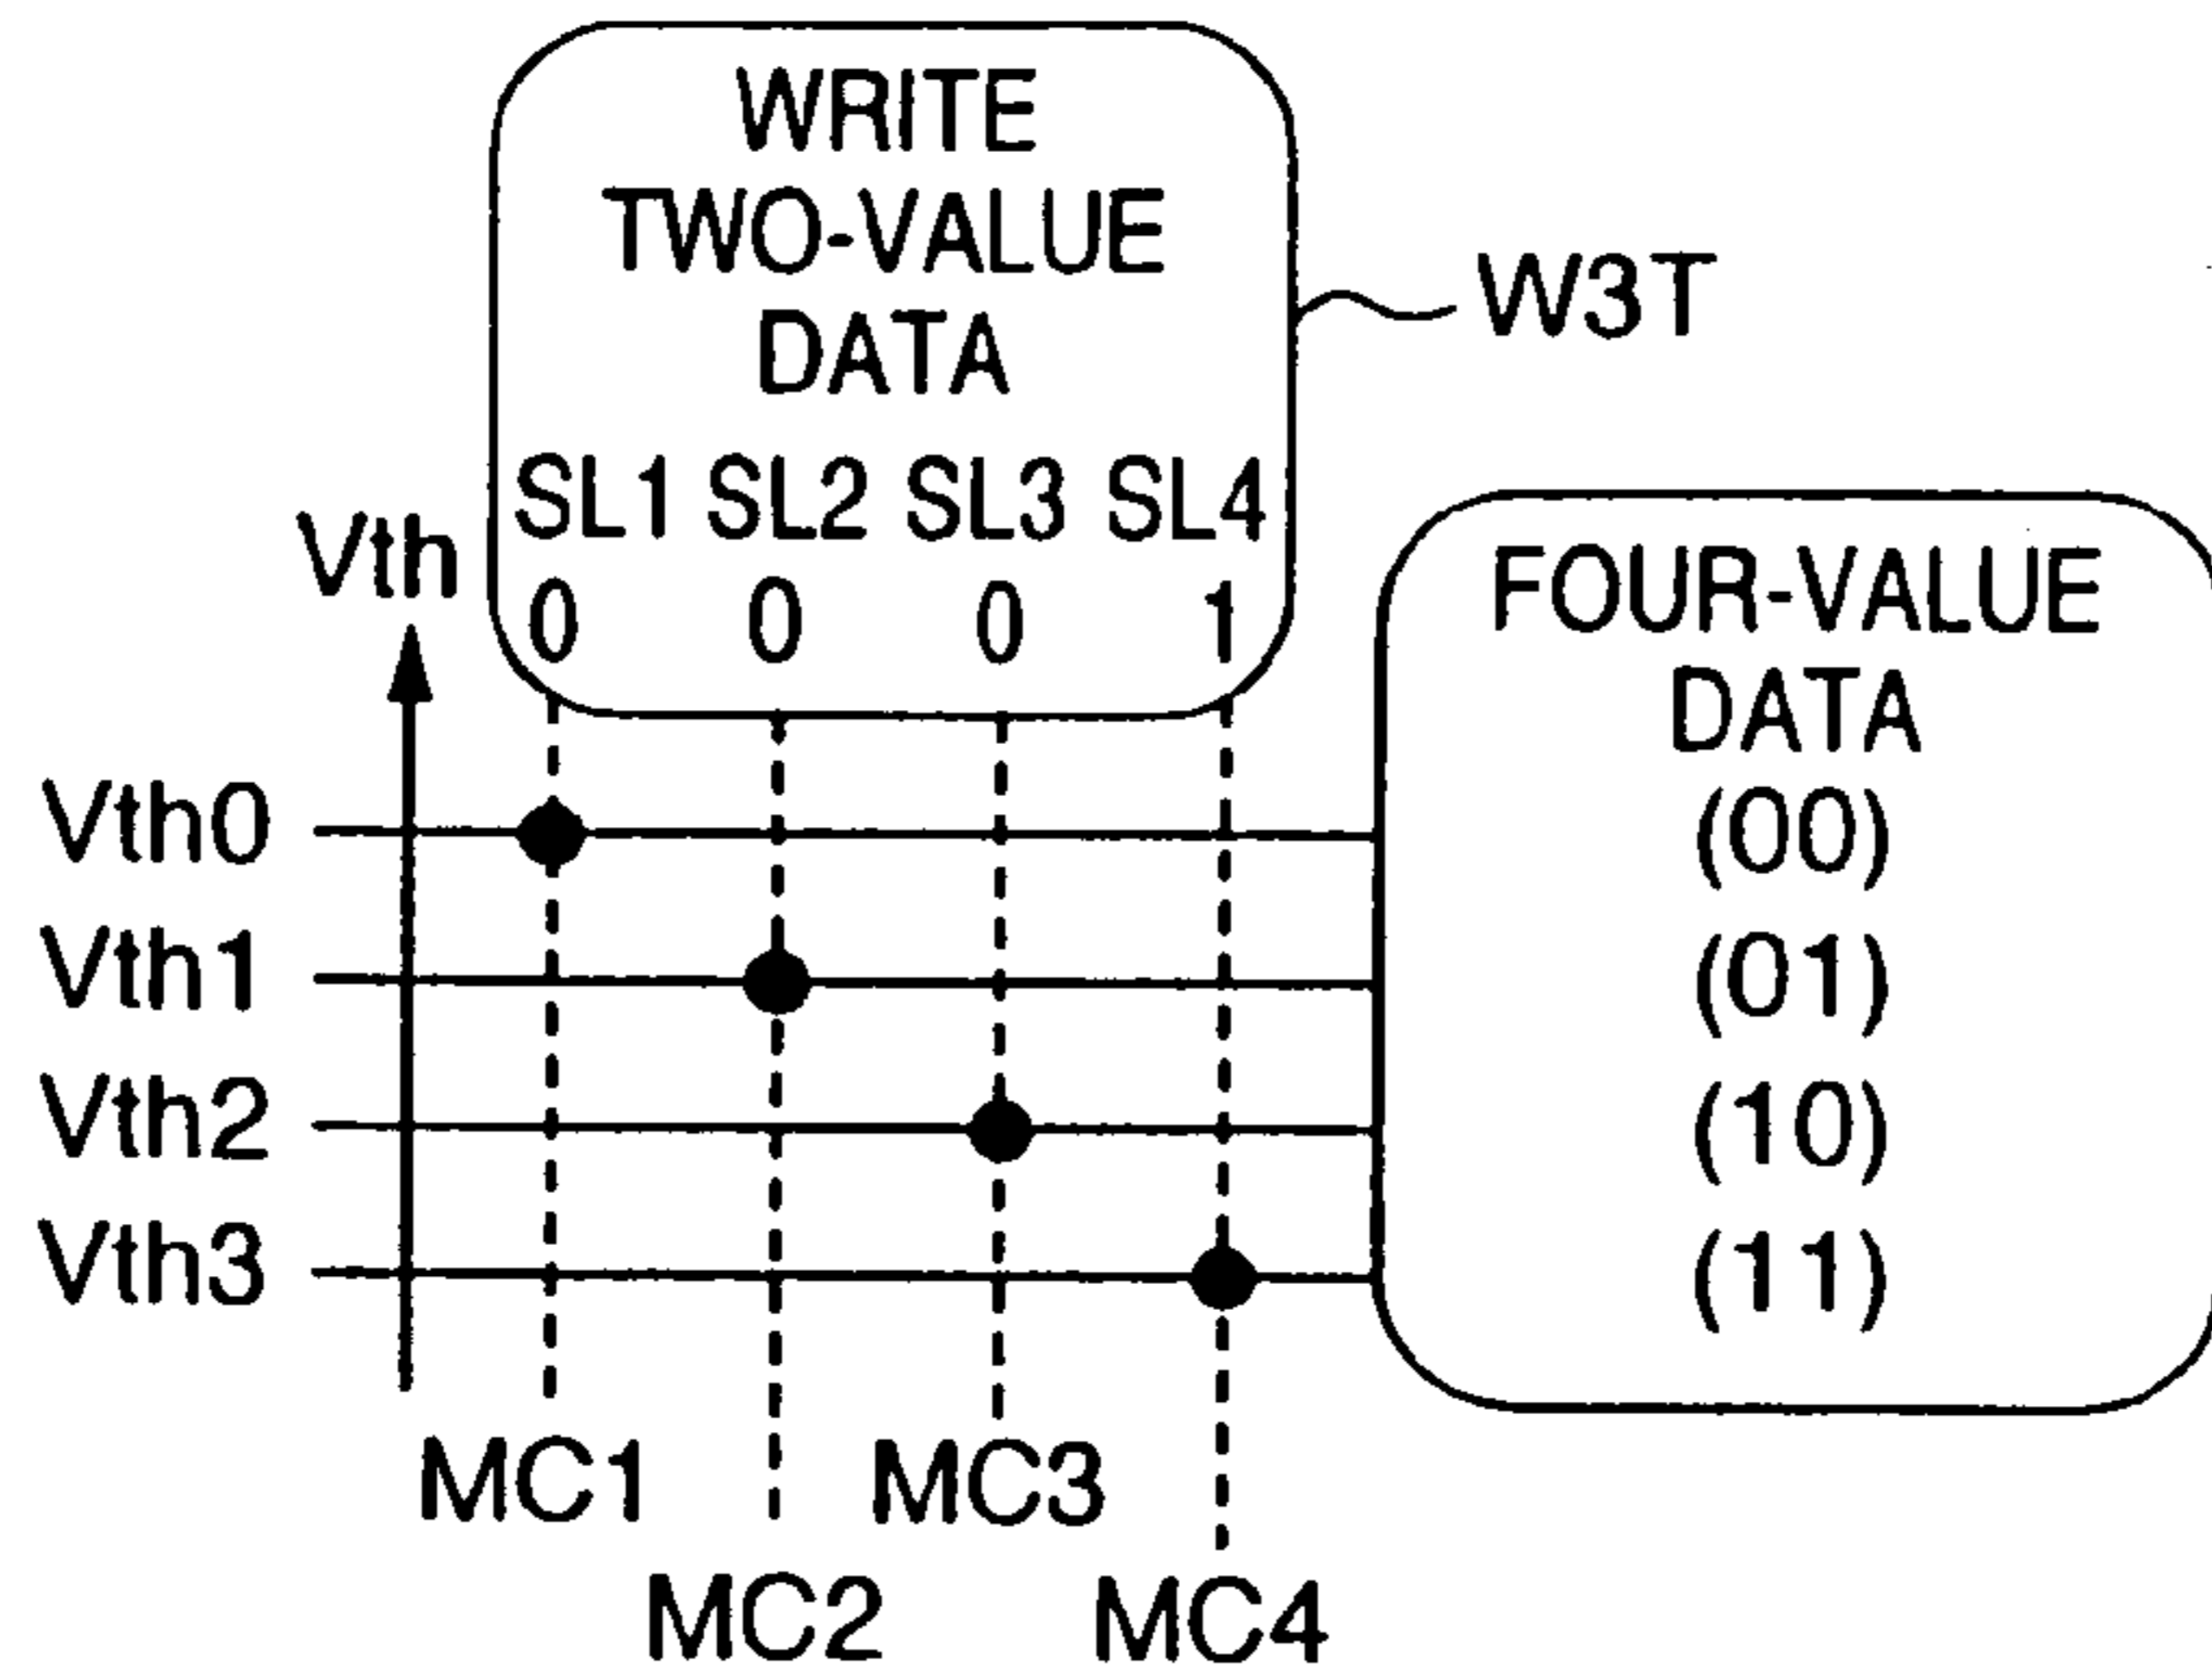 WRITE
TWO-VALUE
DATA
W3T
SL1 SL2 SL3 SL4
0 0 0 1
Vth
FOUR-VALUE
DATA
Vth0 (00)
Vth1 (01)
Vth2 (10)
Vth3 (11)
MC1 MC3
MC2 MC4